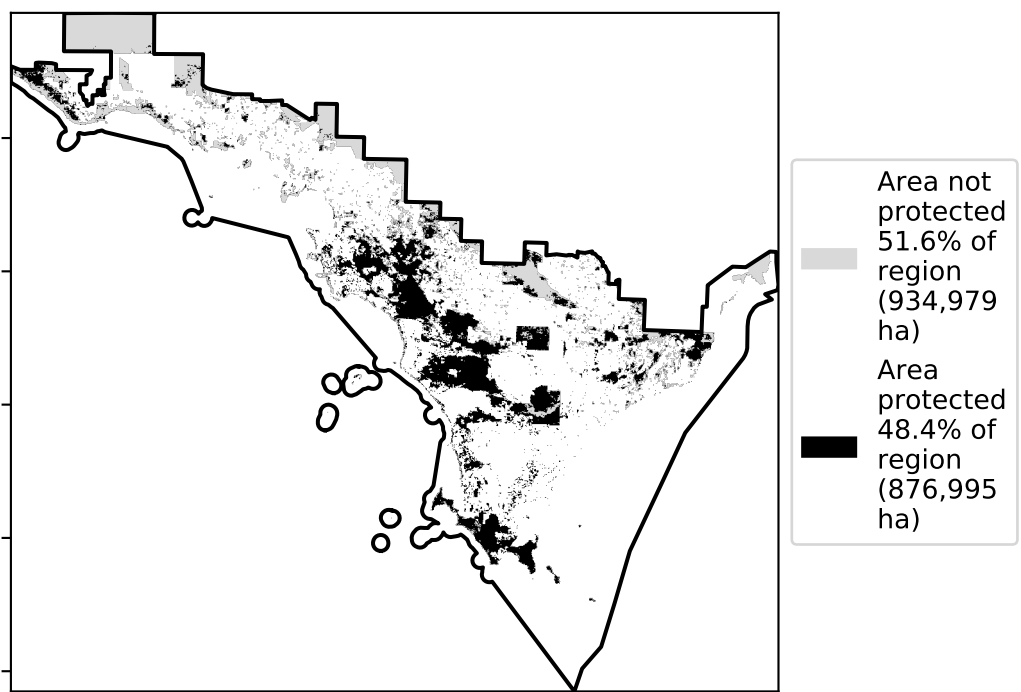 Area not
protected
51.6% of
region
(934,979
ha)
Area
protected
48.4% of
region
(876,995
ha)